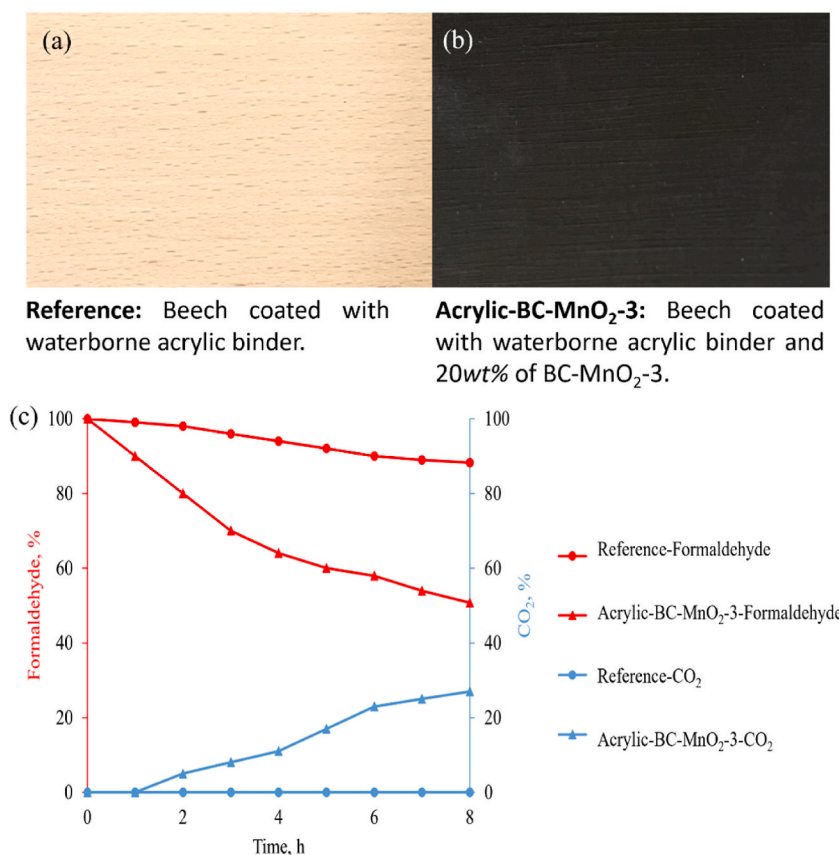 (a)
(b)
Reference: Beech coated with
waterborne acrylic binder.
Acrylic-BC-MnO₂-3: Beech coated
with waterborne acrylic binder and
20wt% of BC-MnO₂-3.
(c)
100
80
60
40
20
0
Formaldehyde, %
100
80
60
40
20
0
CO₂, %
0 2 4 6 8
Time, h
Reference-Formaldehyde
Acrylic-BC-MnO₂-3-Formaldehyde
Reference-CO₂
Acrylic-BC-MnO₂-3-CO₂